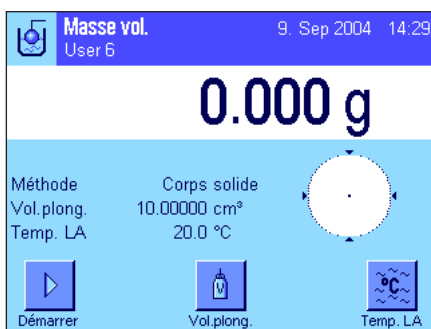 Masse vol. 9. Sep 2004 14:29
User 6
0.000 g
Méthode Corps solide
Vol.plong. 10.00000 cm³
Temp. LA 20.0 °C
V °C
Démarrer Vol.plong. Temp. LA